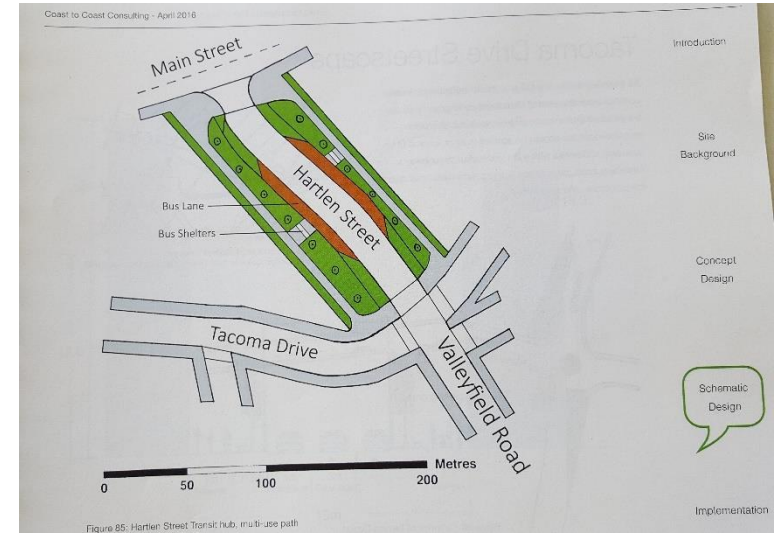 Coast to Coast Consulting - April 2016
Introduction
Main Street
Site
Background
Hartlen Street
Bus Lane
Bus Shelters
Concept
Design
Tacoma Drive
Valleyfield Road
Schematic
Design
Metres
0
50
100
200
Implementation
Figure 85: Hartlen Street Transit hub, multi-use path